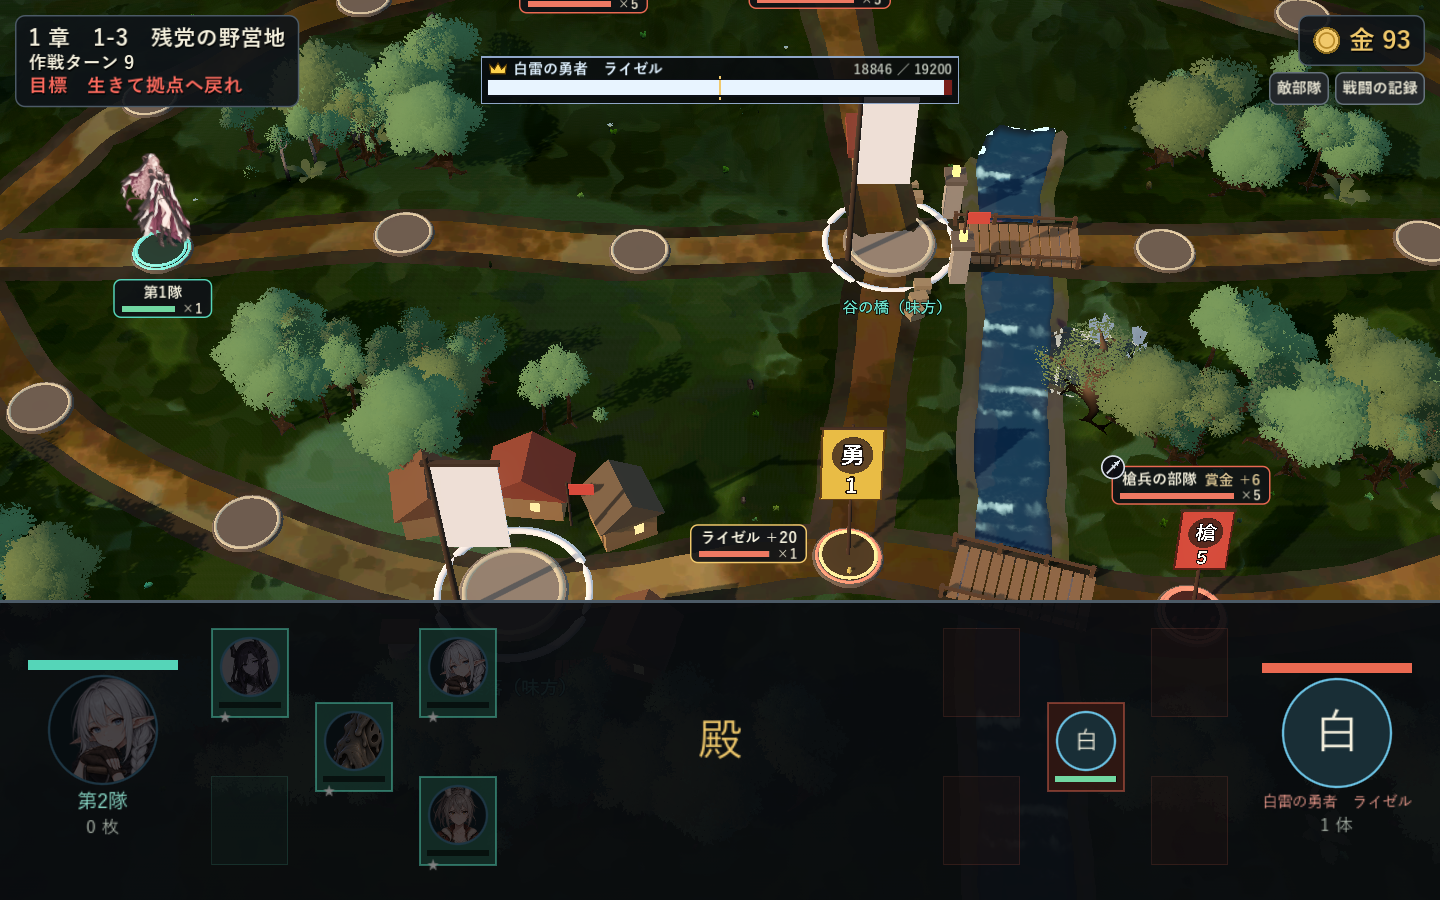 ×5
×5
1 章　1-3　残党の野営地
作戦ターン 9
目標　生きて拠点へ戻れ
白雷の勇者　ライゼル
18846 ／ 19200
金 93
敵部隊
戦闘の記録
第1隊
×1
谷の橋（味方）
勇
1
ライゼル +20
×1
槍兵の部隊 賞金 +6
×5
槍
5
（味方）
殿
第2隊
0 枚
白
白
白雷の勇者　ライゼル
1 体